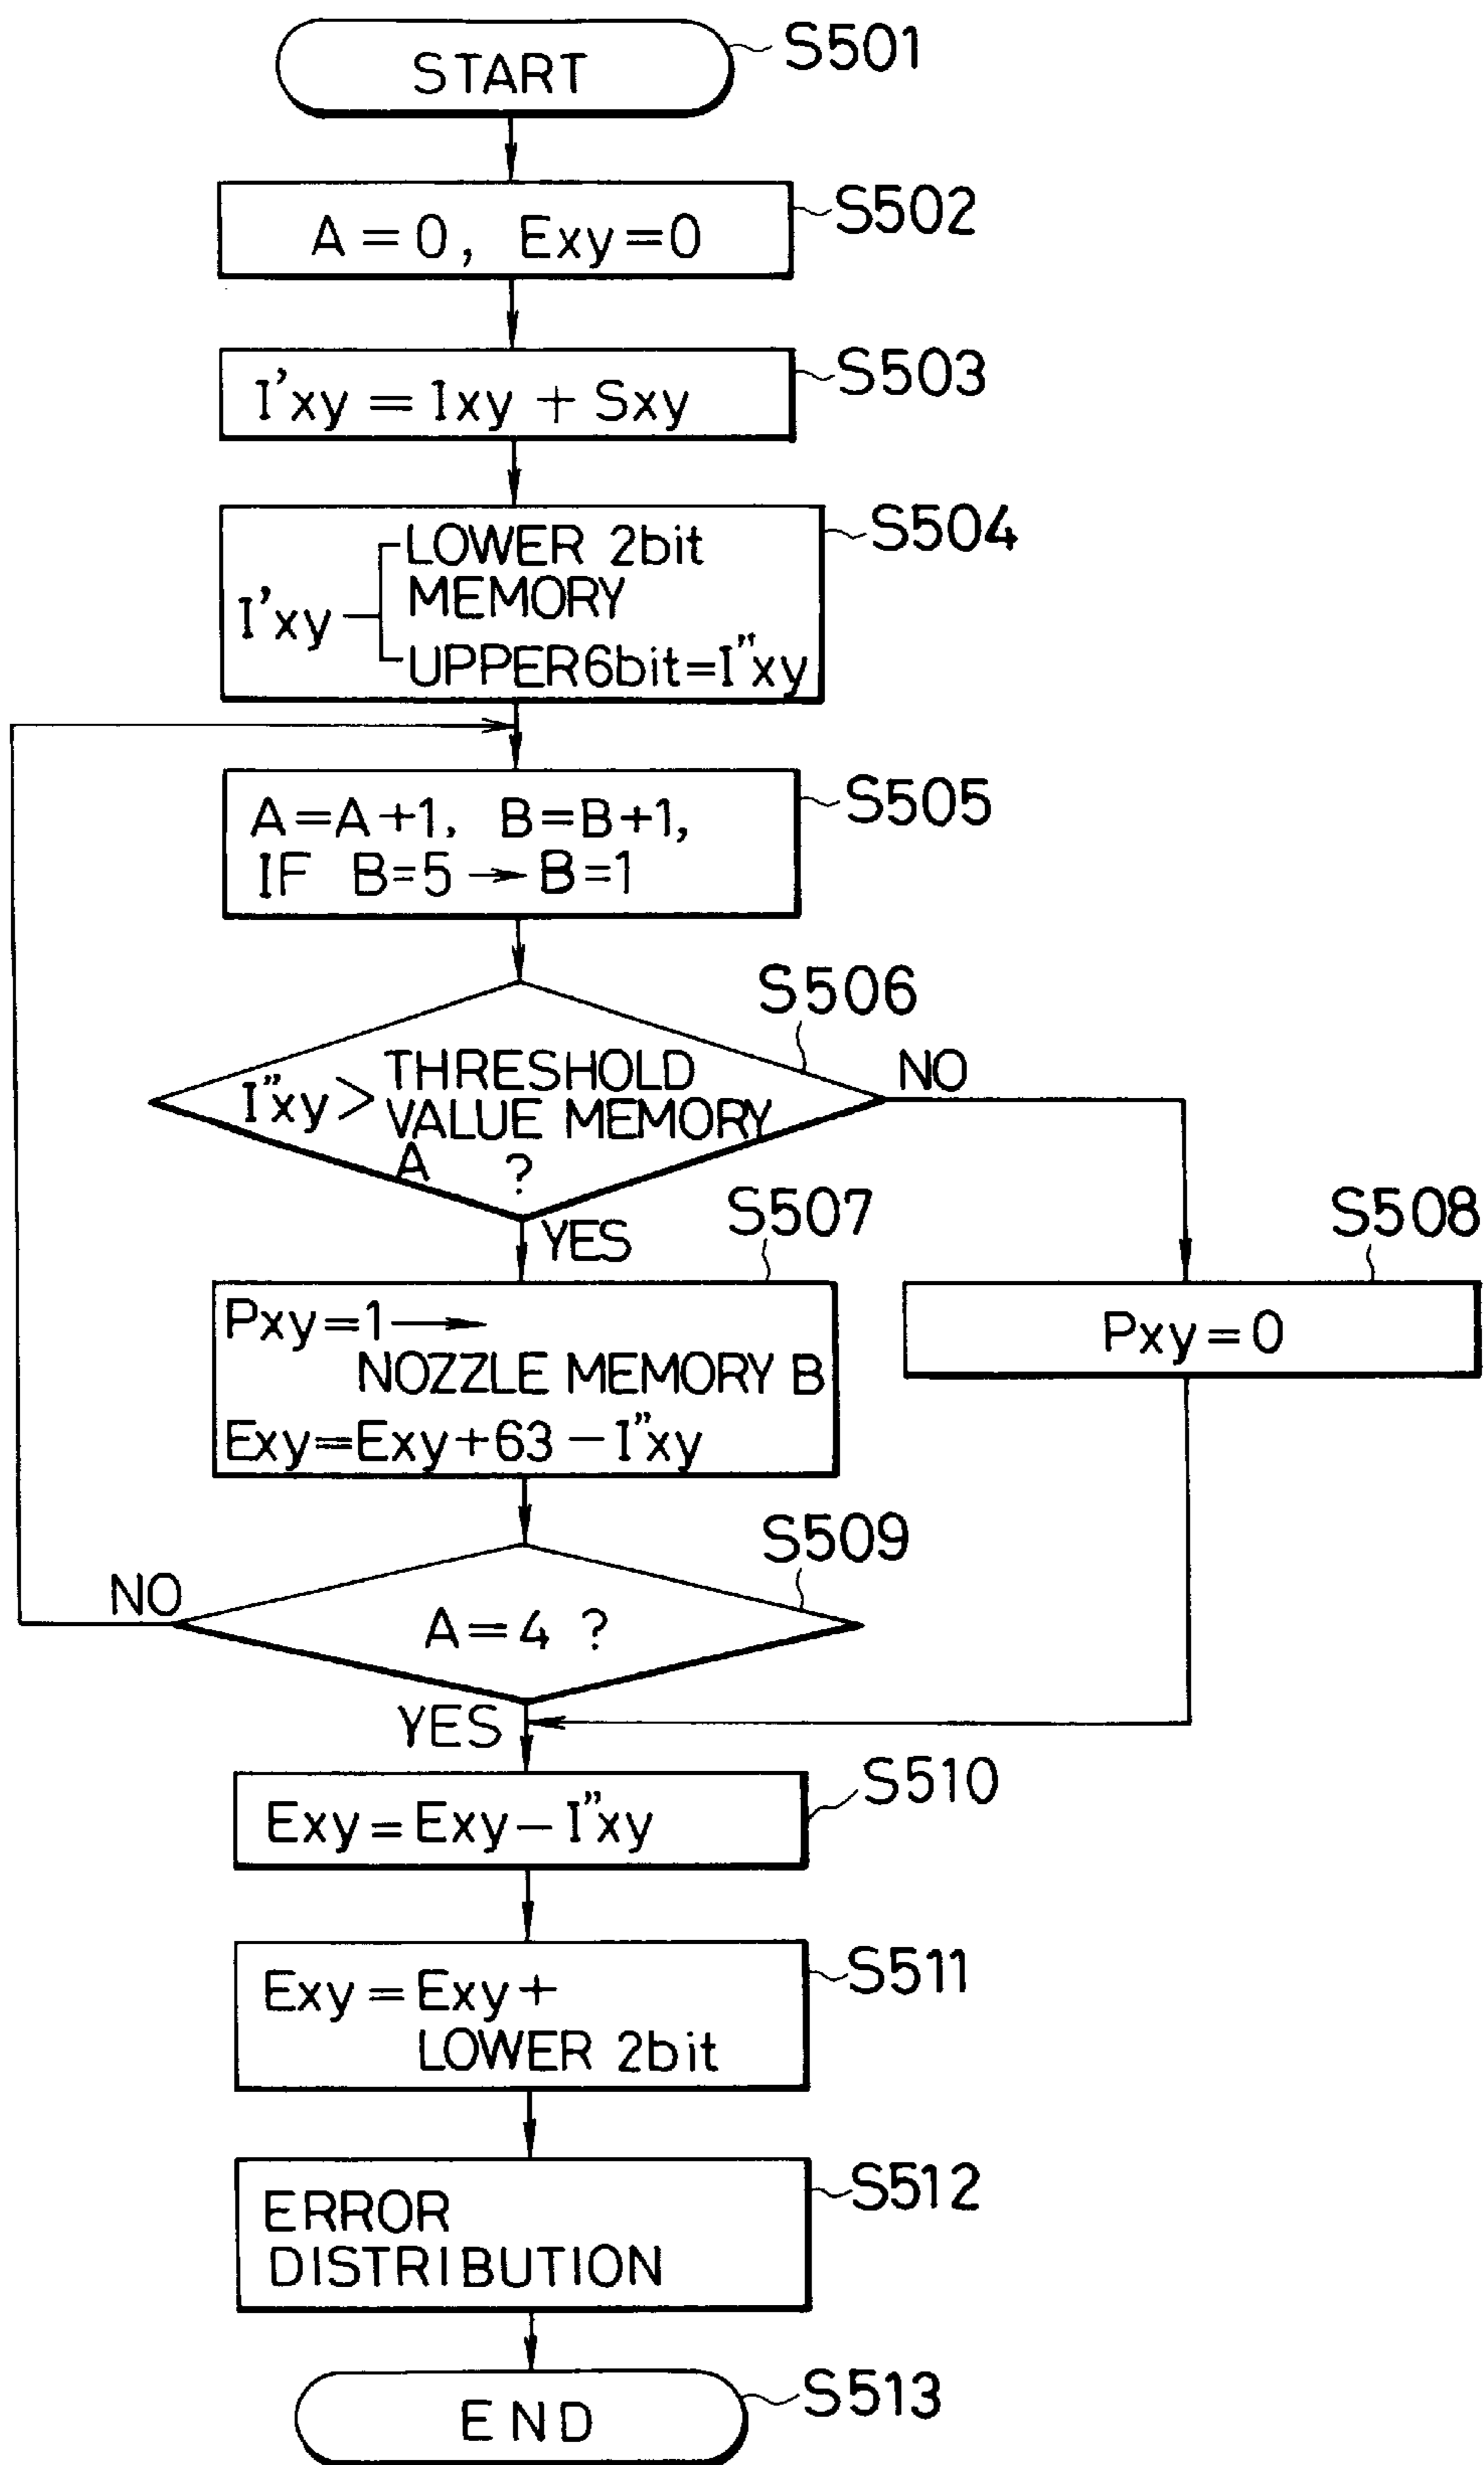 START
S501
A=0, Exy=0
S502
I'xy = Ixy + Sxy
S503
I'xy
LOWER 2bit
MEMORY
UPPER6bit=I"xy
S504
A=A+1, B=B+1,
IF B=5 → B=1
S505
S506
I"xy>
THRESHOLD
VALUE MEMORY
A ?
NO
YES
S507
Pxy=1 →
NOZZLE MEMORY B
Exy=Exy+63-I"xy
S508
Pxy=0
S509
A=4 ?
NO
YES
Exy=Exy-I"xy
S510
Exy=Exy+
LOWER 2bit
S511
ERROR
DISTRIBUTION
S512
END
S513